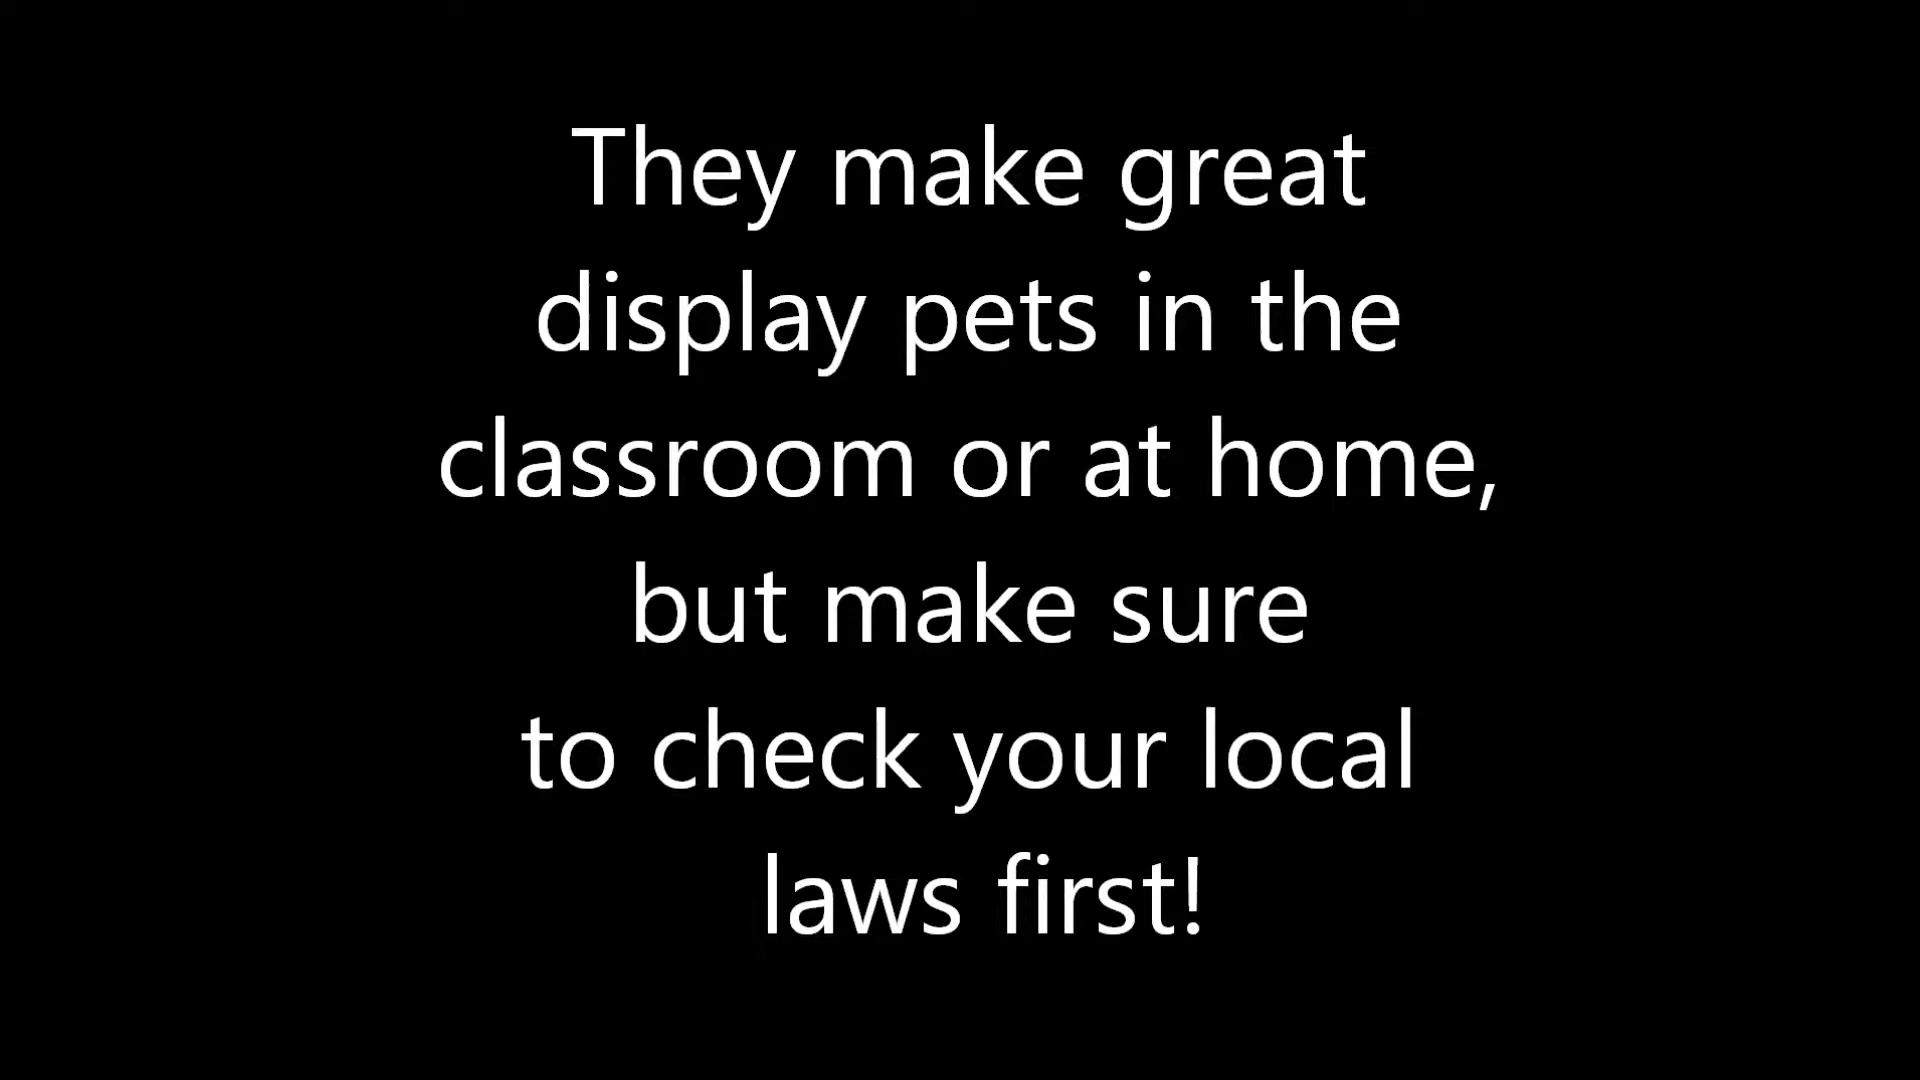 They make great
display pets in the
classroom or at home,
but make sure
to check your local
laws first!